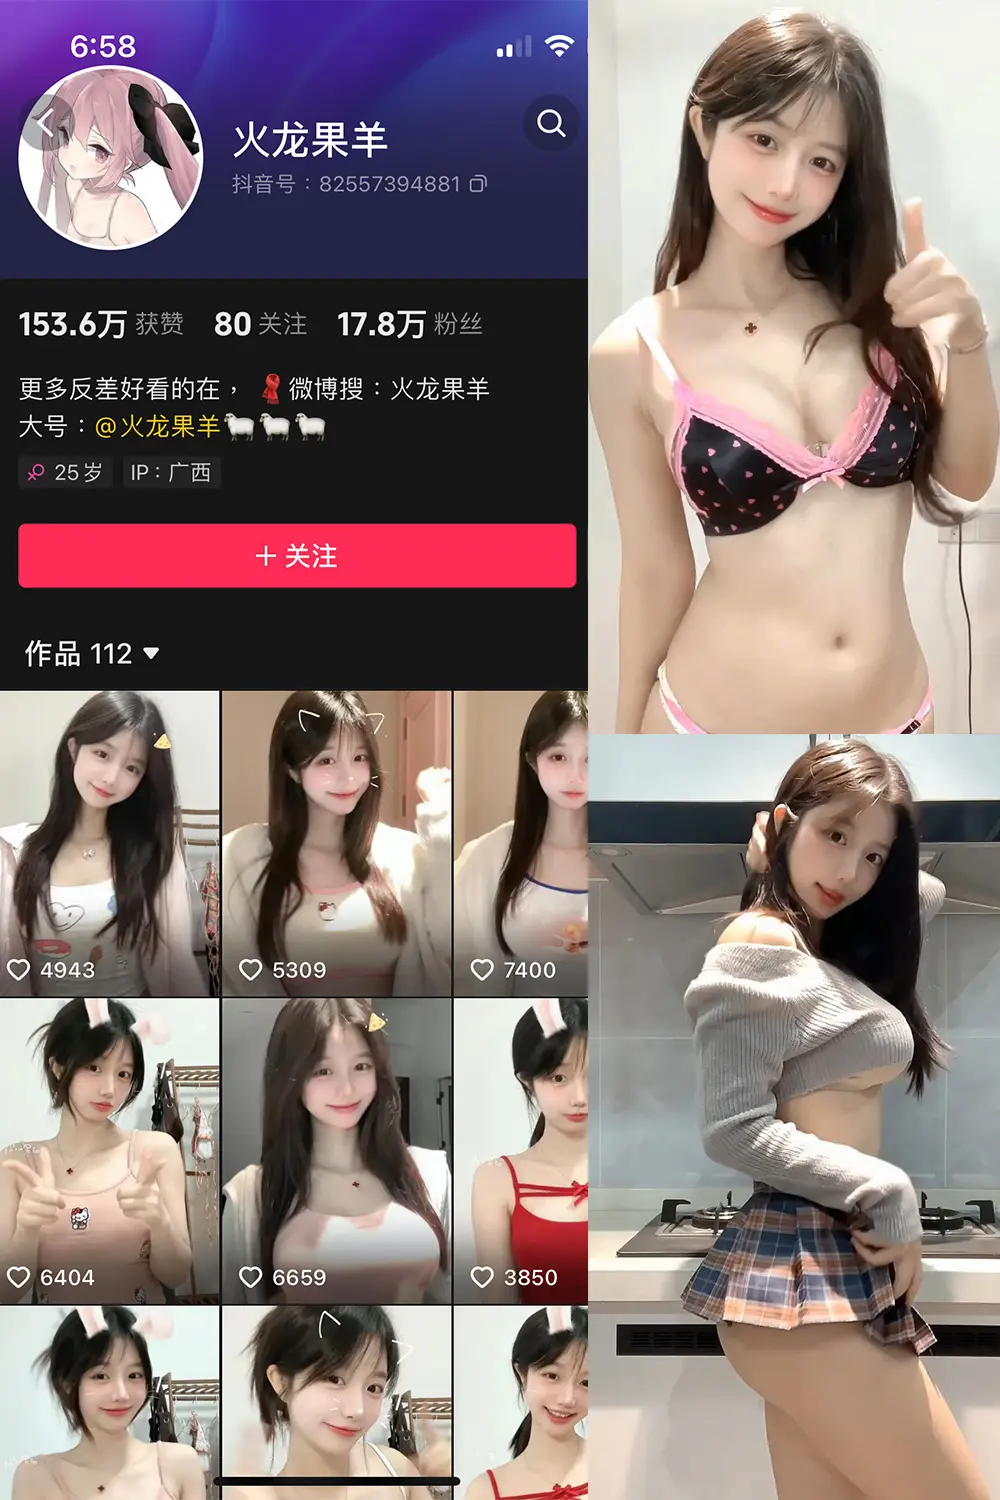 6:58
火龙果羊
抖音号：82557394881
153.6万 获赞 80 关注 17.8万 粉丝
更多反差好看的在，🧣微博搜：火龙果羊
大号：@火龙果羊🐑🐑🐑
25岁 IP：广西
+ 关注
作品 112
4943 5309 7400
6404 6659 3850